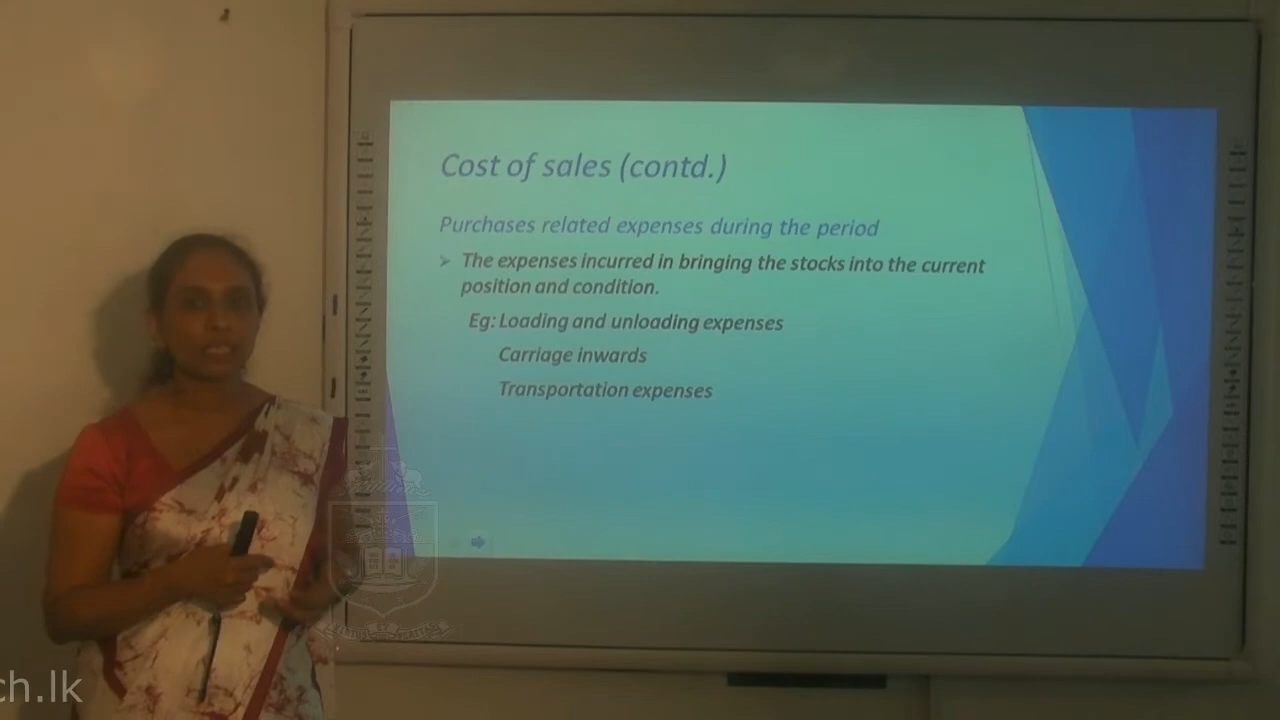 Cost of sales (contd.)
Purchases related expenses during the period
The expenses incurred in bringing the stocks into the current
position and condition.
Eg: Loading and unloading expenses
Carriage inwards
Transportation expenses
ch.lk